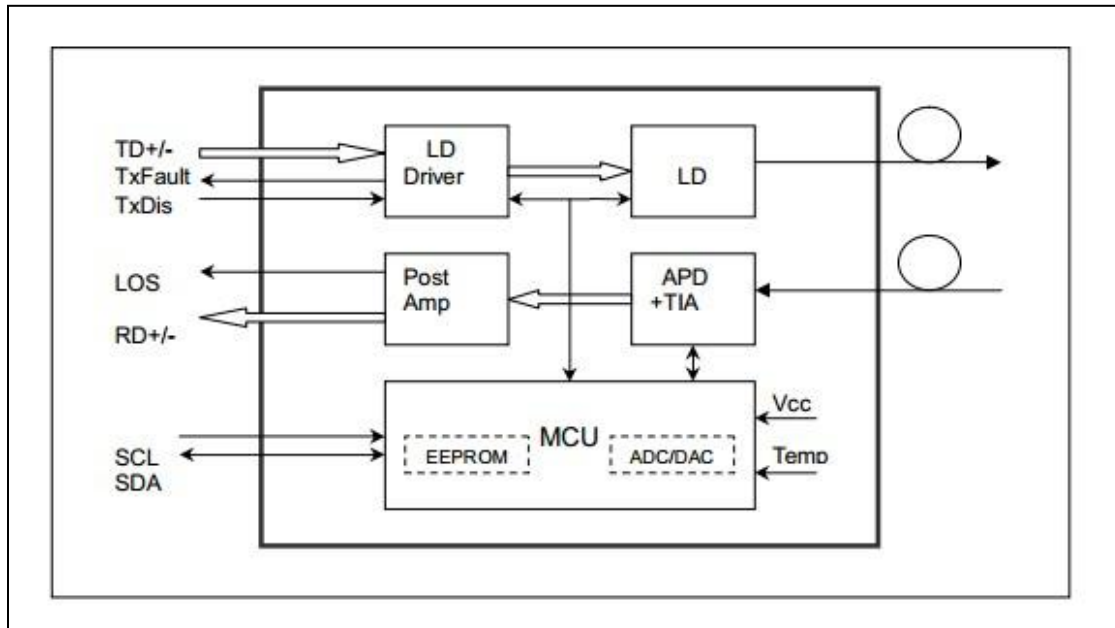 TD+/-
TxFault
TxDis
LD
Driver
LD
LOS
RD+/-
Post
Amp
APD
+TIA
SCL
SDA
MCU
EEPROM
ADC/DAC
Vcc
Temp